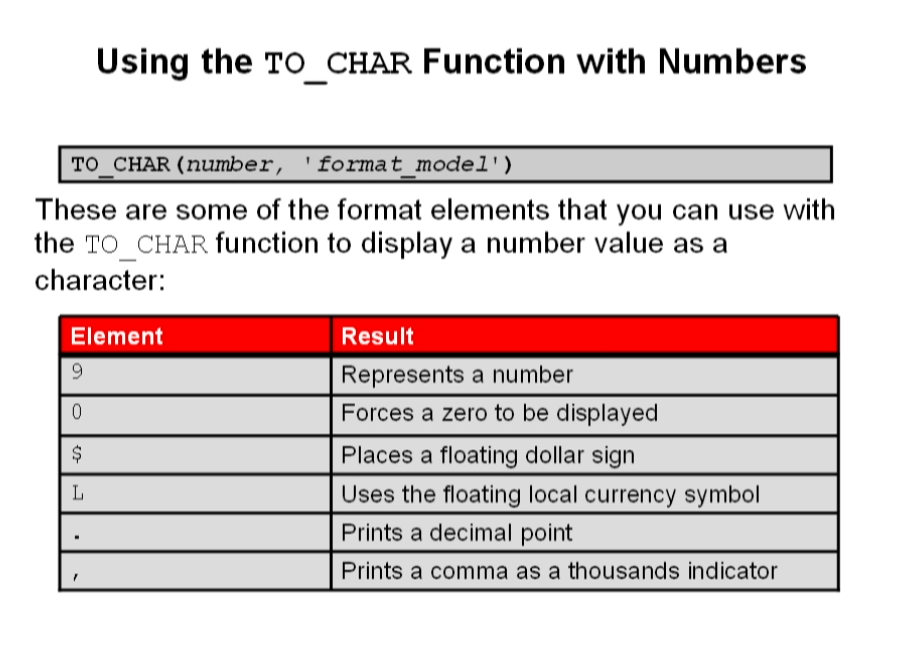 Using the TO_CHAR Function with Numbers
TO_CHAR(number, 'format_model')
These are some of the format elements that you can use with
the TO_CHAR function to display a number value as a
character:
Element Result
9 Represents a number
0 Forces a zero to be displayed
$ Places a floating dollar sign
L Uses the floating local currency symbol
. Prints a decimal point
, Prints a comma as a thousands indicator